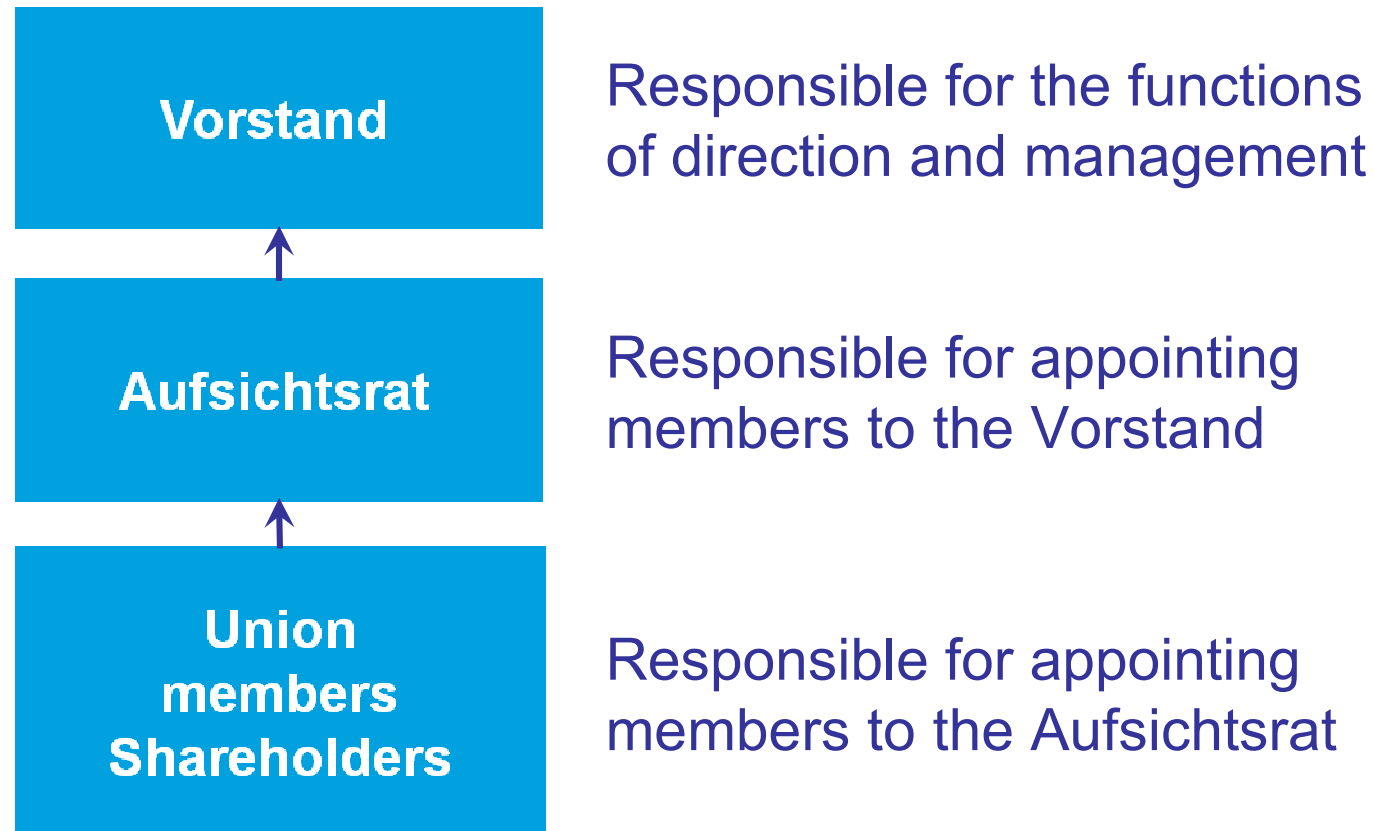 Vorstand
Responsible for the functions
of direction and management
Aufsichtsrat
Responsible for appointing
members to the Vorstand
Union
members
Shareholders
Responsible for appointing
members to the Aufsichtsrat